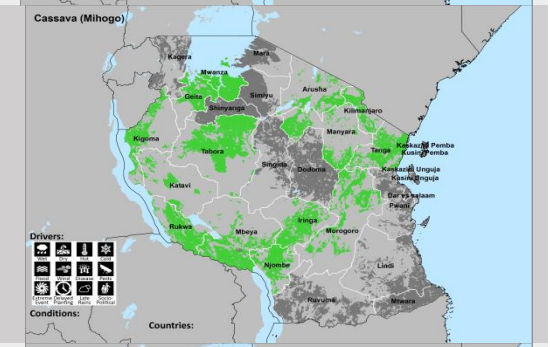 Cassava (Mihogo)
Kagera
Mara
Mwanza
Geita
Simiyu
Shinyanga
Arusha
Kilimanjaro
Kigoma
Tabora
Manyara
Tanga
Kaskazini Pemba
Kusini Pemba
Singida
Dodoma
Kaskazini Unguja
Kusini Unguja
Katavi
Dar es salaam
Pwani
Rukwa
Mbeya
Iringa
Morogoro
Njombe
Lindi
Ruvuma
Mtwara
Drivers:
Wet Dry Hot Cold
Flood Wind Disease Pests
Extreme Event Delayed Planting Late Rains Socio-Political
Conditions:
Countries: